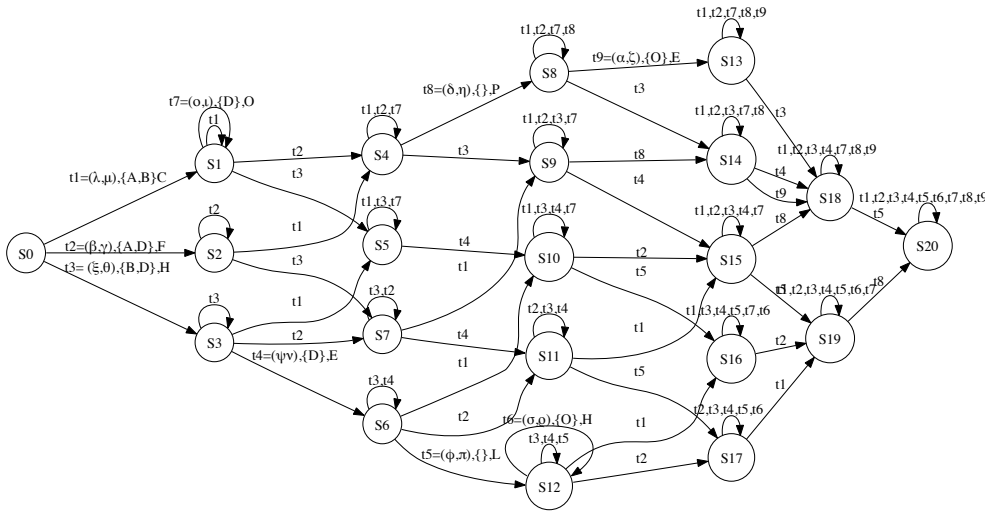 t1,t2,t7,t8,t9
S13
t1,t2,t7,t8
S8
t9=(α,ζ),{O},E
t3
t8=(δ,η),{},P
t7=(ο,ι),{D},O
t1
S1
t1=(λ,μ),{A,B}C
t2
t3
t1,t2,t7
S4
t3
t1,t2,t3,t7
S9
t8
t4
t1,t2,t3,t7,t8
S14
t3
t4
t9
t1,t2,t3,t4,t7,t8,t9
S18
t5
t1,t2,t3,t4,t5,t6,t7,t8,t9
S20
S0
t2=(β,γ),{A,D},F
t3= (ξ,θ),{B,D},H
t2
S2
t1
t3
t1,t3,t7
S5
t4
t1
t1,t3,t4,t7
S10
t2
t5
t1,t2,t3,t4,t7
S15
t8
t5
t1,t2,t3,t4,t5,t6,t7
S19
t8
t3
S3
t1
t2
t4=(ψν),{D},E
t3,t2
S7
t4
t1
t2,t3,t4
S11
t1
t5
t1,t3,t4,t5,t7,t6
S16
t2
t3,t4
S6
t2
t5=(ϕ,π),{},L
t6=(σ,ρ),{O},H
t3,t4,t5
S12
t1
t2
t2,t3,t4,t5,t6
S17
t1